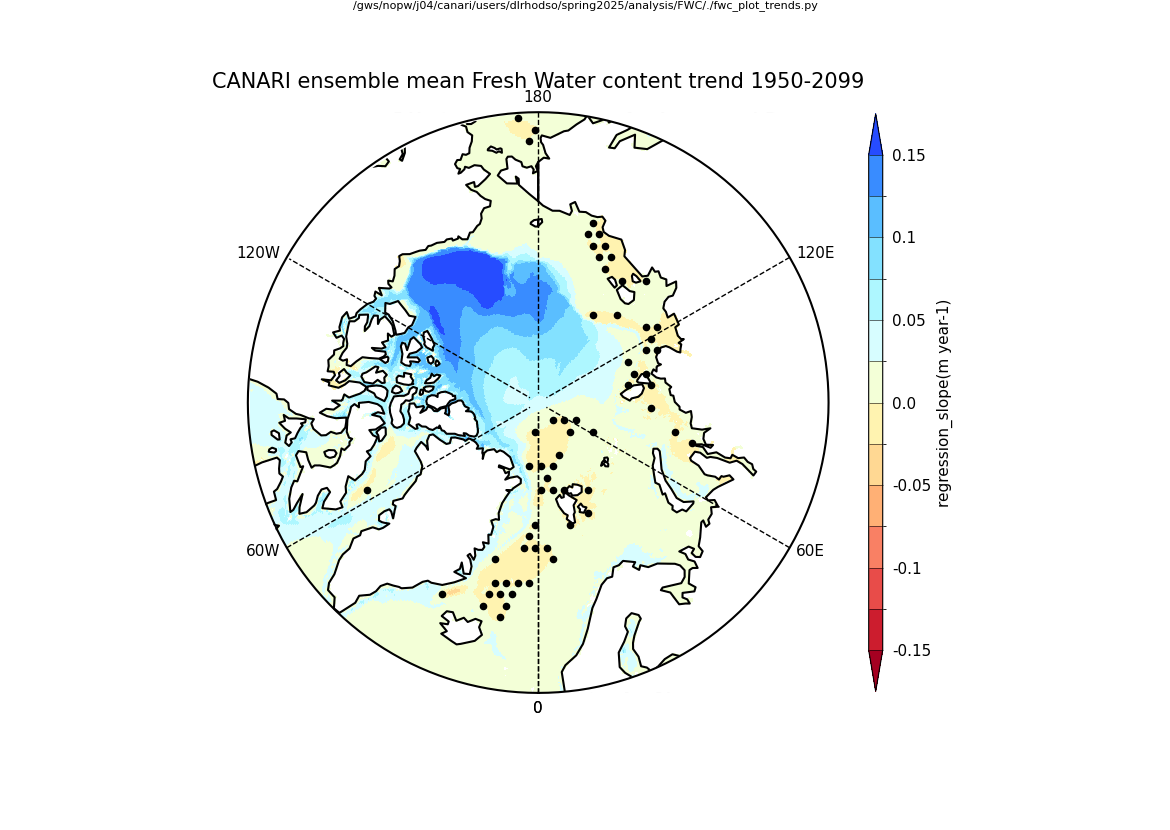 /gws/nopw/j04/canari/users/dlrhodso/spring2025/analysis/FWC/./fwc_plot_trends.py
CANARI ensemble mean Fresh Water content trend 1950-2099
180
120W
120E
60W
60E
0
0.15
0.1
0.05
0.0
-0.05
-0.1
-0.15
regression_slope(m year-1)